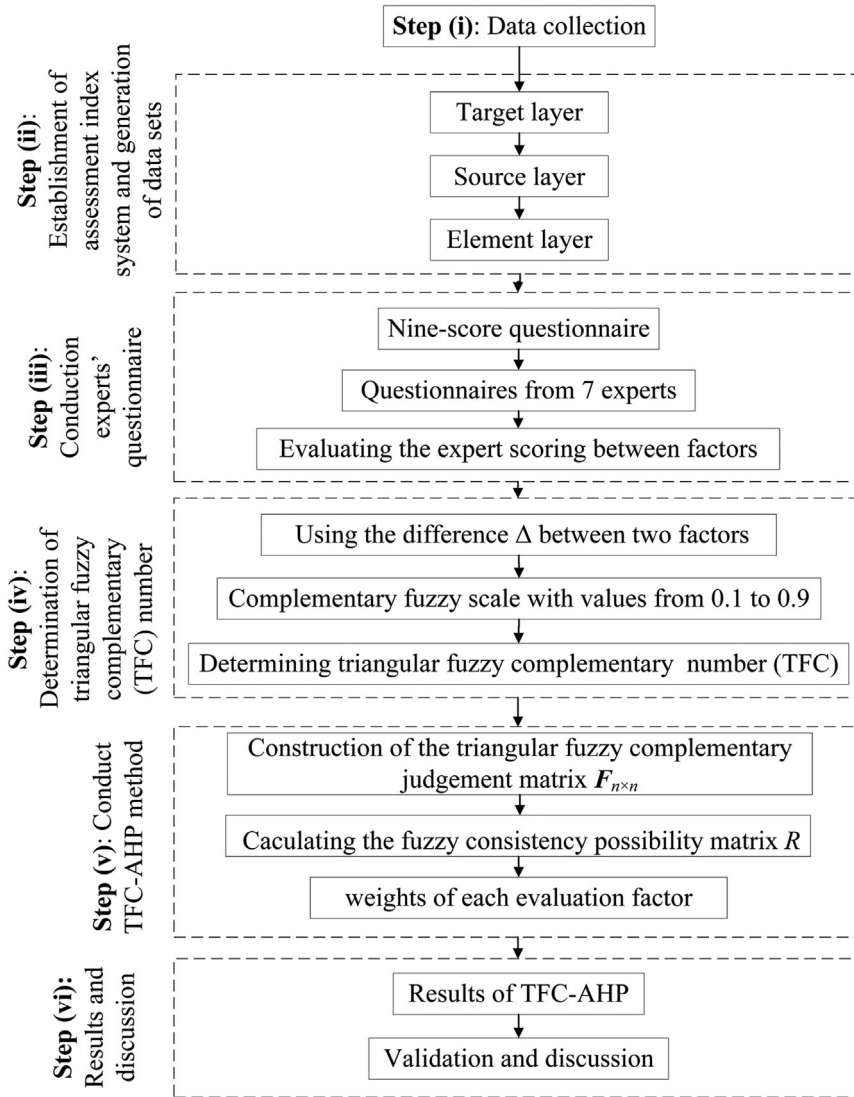 Step (i): Data collection
Step (ii):
Establishment of
assessment index
system and generation
of data sets
Target layer
Source layer
Element layer
Step (iii):
Conduction
experts'
questionnaire
Nine-score questionnaire
Questionnaires from 7 experts
Evaluating the expert scoring between factors
Step (iv):
Determination of
triangular fuzzy
complementary
(TFC) number
Using the difference Δ between two factors
Complementary fuzzy scale with values from 0.1 to 0.9
Determining triangular fuzzy complementary number (TFC)
Step (v): Conduct
TFC-AHP method
Construction of the triangular fuzzy complementary
judgement matrix F n×n
Caculating the fuzzy consistency possibility matrix R
weights of each evaluation factor
Step (vi):
Results and
discussion
Results of TFC-AHP
Validation and discussion